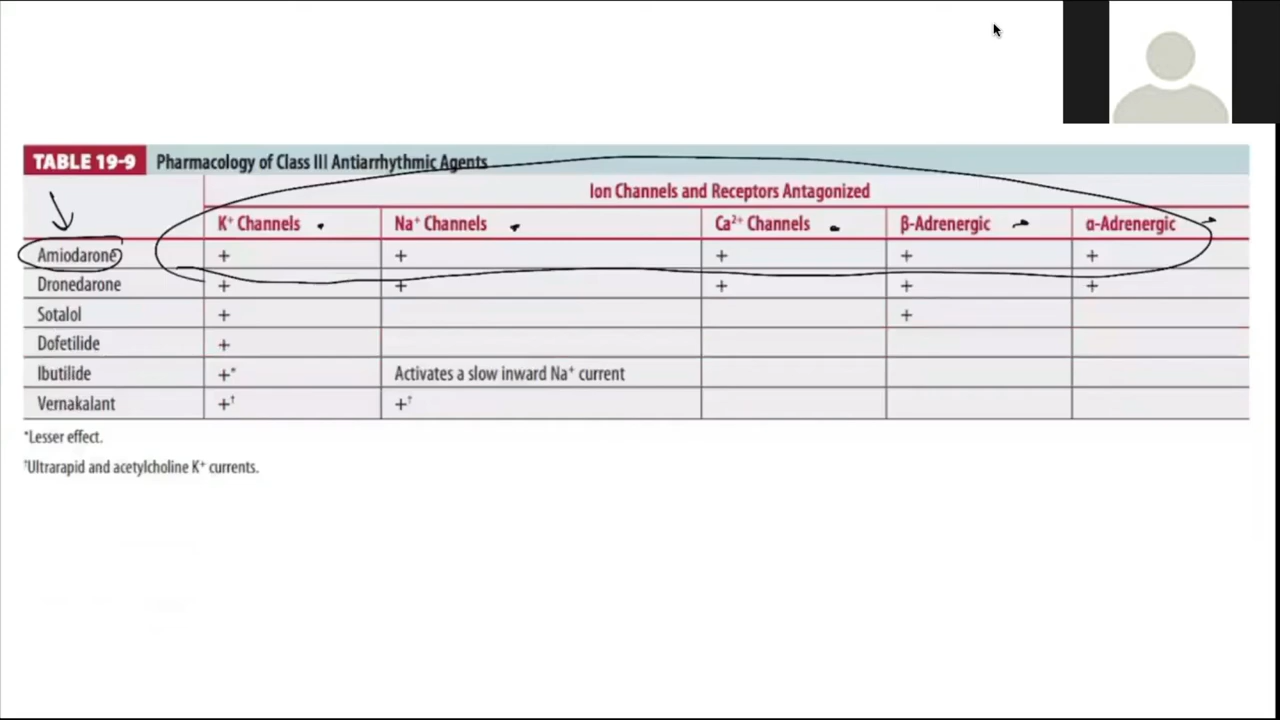 TABLE 19-9 Pharmacology of Class III Antiarrhythmic Agents
Ion Channels and Receptors Antagonized
K⁺ Channels Na⁺ Channels Ca²⁺ Channels β-Adrenergic α-Adrenergic
Amiodarone + + + + +
Dronedarone + + + + +
Sotalol + +
Dofetilide +
Ibutilide +* Activates a slow inward Na⁺ current
Vernakalant +† +†
*Lesser effect.
†Ultrarapid and acetylcholine K⁺ currents.